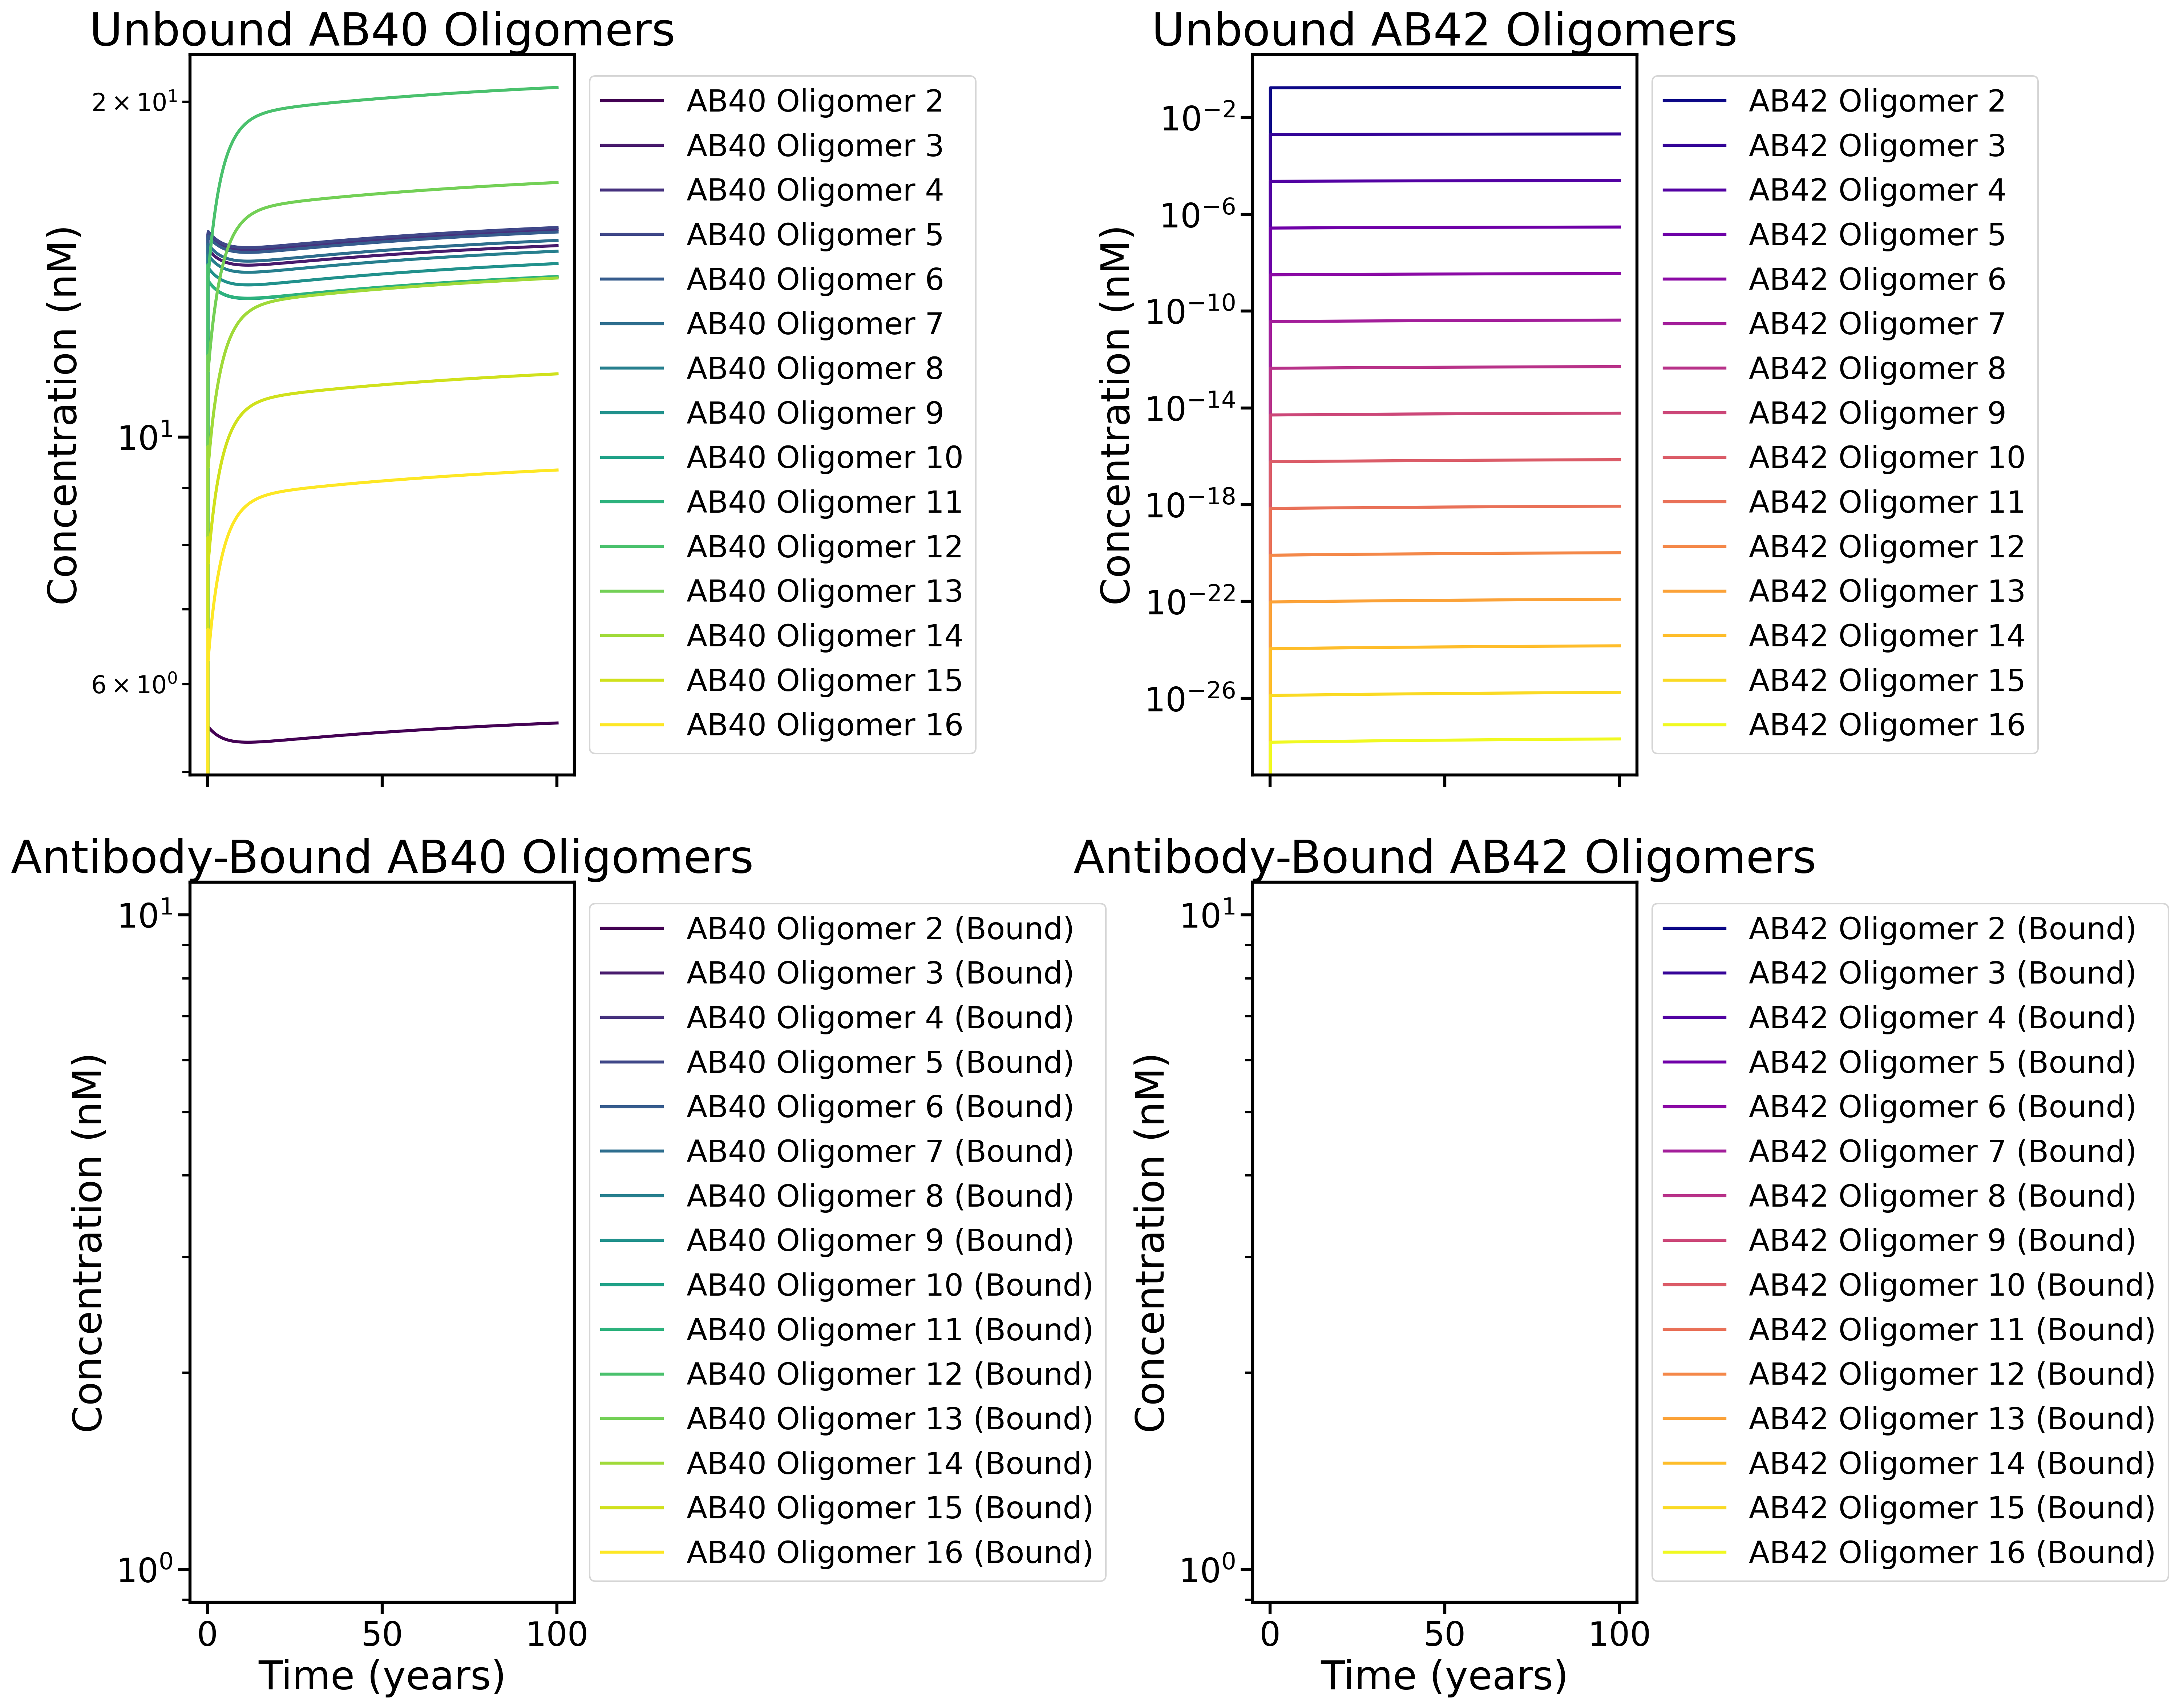 Unbound AB40 Oligomers
Concentration (nM)
2 × 10¹
10¹
6 × 10⁰
AB40 Oligomer 2
AB40 Oligomer 3
AB40 Oligomer 4
AB40 Oligomer 5
AB40 Oligomer 6
AB40 Oligomer 7
AB40 Oligomer 8
AB40 Oligomer 9
AB40 Oligomer 10
AB40 Oligomer 11
AB40 Oligomer 12
AB40 Oligomer 13
AB40 Oligomer 14
AB40 Oligomer 15
AB40 Oligomer 16
Unbound AB42 Oligomers
Concentration (nM)
10⁻²
10⁻⁶
10⁻¹⁰
10⁻¹⁴
10⁻¹⁸
10⁻²²
10⁻²⁶
AB42 Oligomer 2
AB42 Oligomer 3
AB42 Oligomer 4
AB42 Oligomer 5
AB42 Oligomer 6
AB42 Oligomer 7
AB42 Oligomer 8
AB42 Oligomer 9
AB42 Oligomer 10
AB42 Oligomer 11
AB42 Oligomer 12
AB42 Oligomer 13
AB42 Oligomer 14
AB42 Oligomer 15
AB42 Oligomer 16
Antibody-Bound AB40 Oligomers
Concentration (nM)
10¹
10⁰
0 50 100
Time (years)
AB40 Oligomer 2 (Bound)
AB40 Oligomer 3 (Bound)
AB40 Oligomer 4 (Bound)
AB40 Oligomer 5 (Bound)
AB40 Oligomer 6 (Bound)
AB40 Oligomer 7 (Bound)
AB40 Oligomer 8 (Bound)
AB40 Oligomer 9 (Bound)
AB40 Oligomer 10 (Bound)
AB40 Oligomer 11 (Bound)
AB40 Oligomer 12 (Bound)
AB40 Oligomer 13 (Bound)
AB40 Oligomer 14 (Bound)
AB40 Oligomer 15 (Bound)
AB40 Oligomer 16 (Bound)
Antibody-Bound AB42 Oligomers
Concentration (nM)
10¹
10⁰
0 50 100
Time (years)
AB42 Oligomer 2 (Bound)
AB42 Oligomer 3 (Bound)
AB42 Oligomer 4 (Bound)
AB42 Oligomer 5 (Bound)
AB42 Oligomer 6 (Bound)
AB42 Oligomer 7 (Bound)
AB42 Oligomer 8 (Bound)
AB42 Oligomer 9 (Bound)
AB42 Oligomer 10 (Bound)
AB42 Oligomer 11 (Bound)
AB42 Oligomer 12 (Bound)
AB42 Oligomer 13 (Bound)
AB42 Oligomer 14 (Bound)
AB42 Oligomer 15 (Bound)
AB42 Oligomer 16 (Bound)